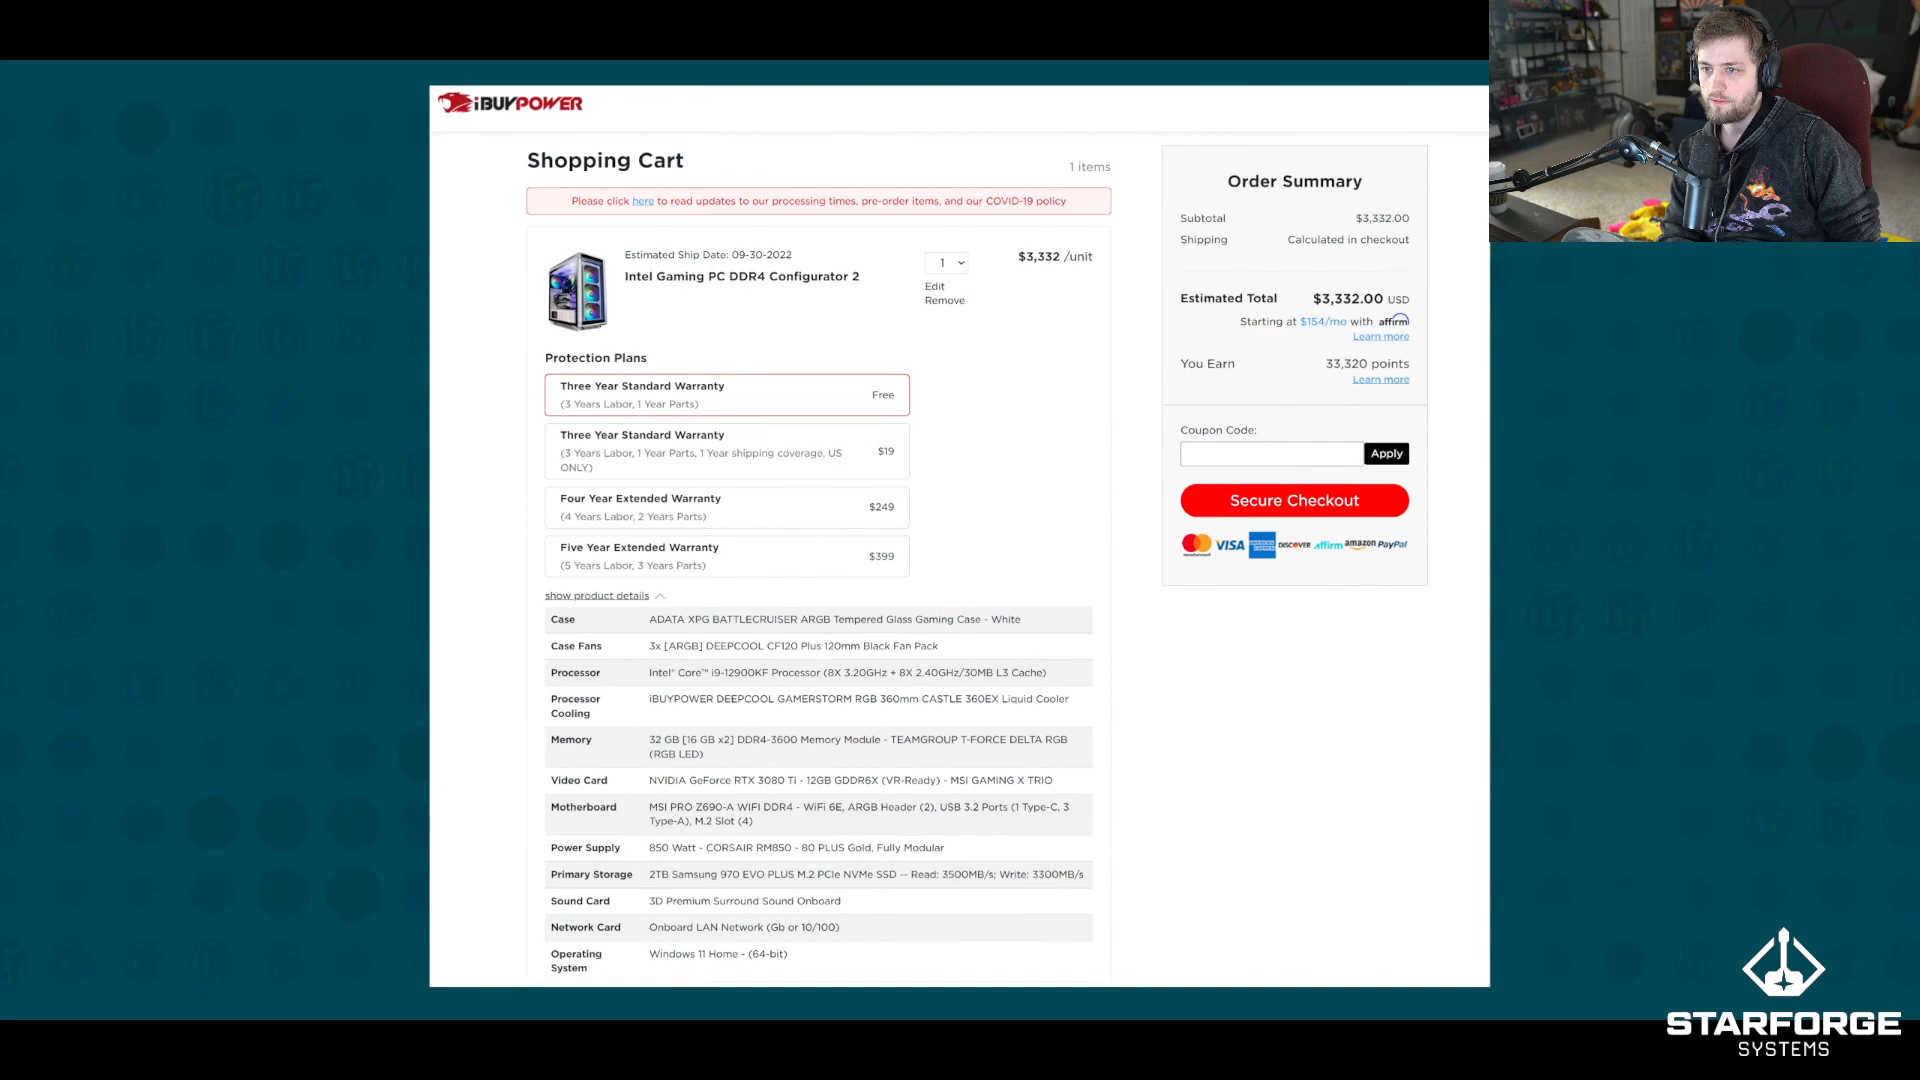 iBUYPOWER
Shopping Cart
1 items
Please click here to read updates to our processing times, pre-order items, and our COVID-19 policy
Estimated Ship Date: 09-30-2022
Intel Gaming PC DDR4 Configurator 2
1
Edit
Remove
$3,332 /unit
Protection Plans
Three Year Standard Warranty
(3 Years Labor, 1 Year Parts)
Free
Three Year Standard Warranty
(3 Years Labor, 1 Year Parts, 1 Year shipping coverage, US
ONLY)
$19
Four Year Extended Warranty
(4 Years Labor, 2 Years Parts)
$249
Five Year Extended Warranty
(5 Years Labor, 3 Years Parts)
$399
show product details
Case ADATA XPG BATTLECRUISER ARGB Tempered Glass Gaming Case - White
Case Fans 3x [ARGB] DEEPCOOL CF120 Plus 120mm Black Fan Pack
Processor Intel® Core™ i9-12900KF Processor (8X 3.20GHz + 8X 2.40GHz/30MB L3 Cache)
Processor iBUYPOWER DEEPCOOL GAMERSTORM RGB 360mm CASTLE 360EX Liquid Cooler
Cooling
Memory 32 GB [16 GB x2] DDR4-3600 Memory Module - TEAMGROUP T-FORCE DELTA RGB
(RGB LED)
Video Card NVIDIA GeForce RTX 3080 Ti - 12GB GDDR6X (VR-Ready) - MSI GAMING X TRIO
Motherboard MSI PRO Z690-A WIFI DDR4 - WiFi 6E, ARGB Header (2), USB 3.2 Ports (1 Type-C, 3
Type-A), M.2 Slot (4)
Power Supply 850 Watt - CORSAIR RM850 - 80 PLUS Gold, Fully Modular
Primary Storage 2TB Samsung 970 EVO PLUS M.2 PCIe NVMe SSD -- Read: 3500MB/s; Write: 3300MB/s
Sound Card 3D Premium Surround Sound Onboard
Network Card Onboard LAN Network (Gb or 10/100)
Operating Windows 11 Home - (64-bit)
System
Order Summary
Subtotal $3,332.00
Shipping Calculated in checkout
Estimated Total $3,332.00 USD
Starting at $154/mo with affirm
Learn more
You Earn 33,320 points
Learn more
Coupon Code:
Apply
Secure Checkout
VISA DISCOVER affirm amazon PayPal
STARFORGE
SYSTEMS